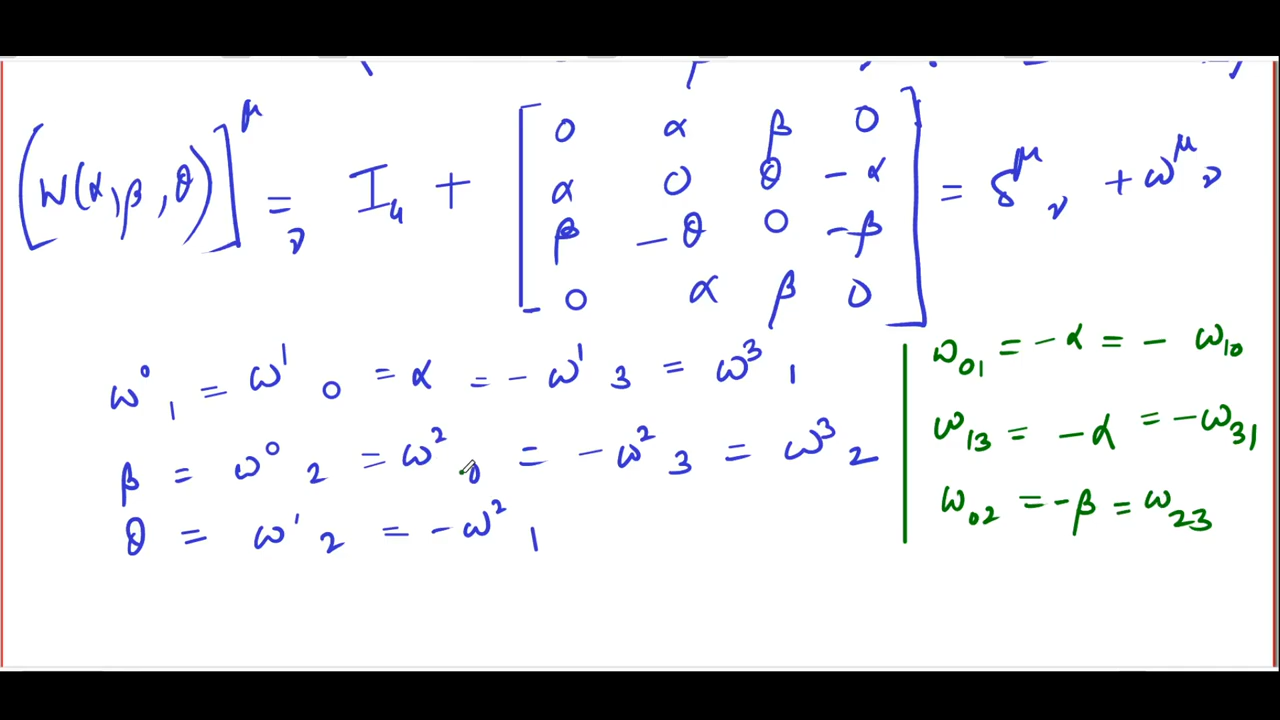 [W(α, β, θ)]^μ_ν = I₄ + [0 α β 0; α 0 θ -α; β -θ 0 -β; 0 α β 0] = δ^μ_ν + ω^μ_ν
ω^0_1 = ω^1_0 = α = - ω^1_3 = ω^3_1
β = ω^0_2 = ω^2_0 = - ω^2_3 = ω^3_2
θ = ω^1_2 = - ω^2_1
ω_01 = - α = - ω_10
ω_13 = - α = - ω_31
ω_02 = - β = ω_23